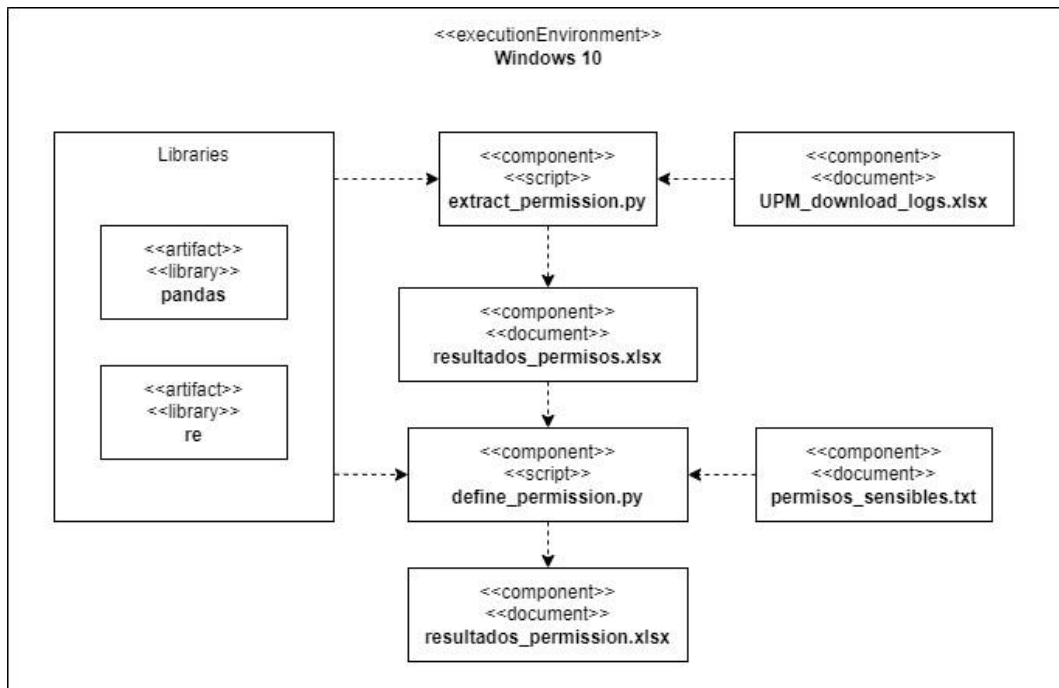 <<executionEnvironment>>
Windows 10
Libraries
<<artifact>>
<<library>>
pandas
<<artifact>>
<<library>>
re
<<component>>
<<script>>
extract_permission.py
<<component>>
<<document>>
UPM_download_logs.xlsx
<<component>>
<<document>>
resultados_permisos.xlsx
<<component>>
<<script>>
define_permission.py
<<component>>
<<document>>
permisos_sensibles.txt
<<component>>
<<document>>
resultados_permission.xlsx